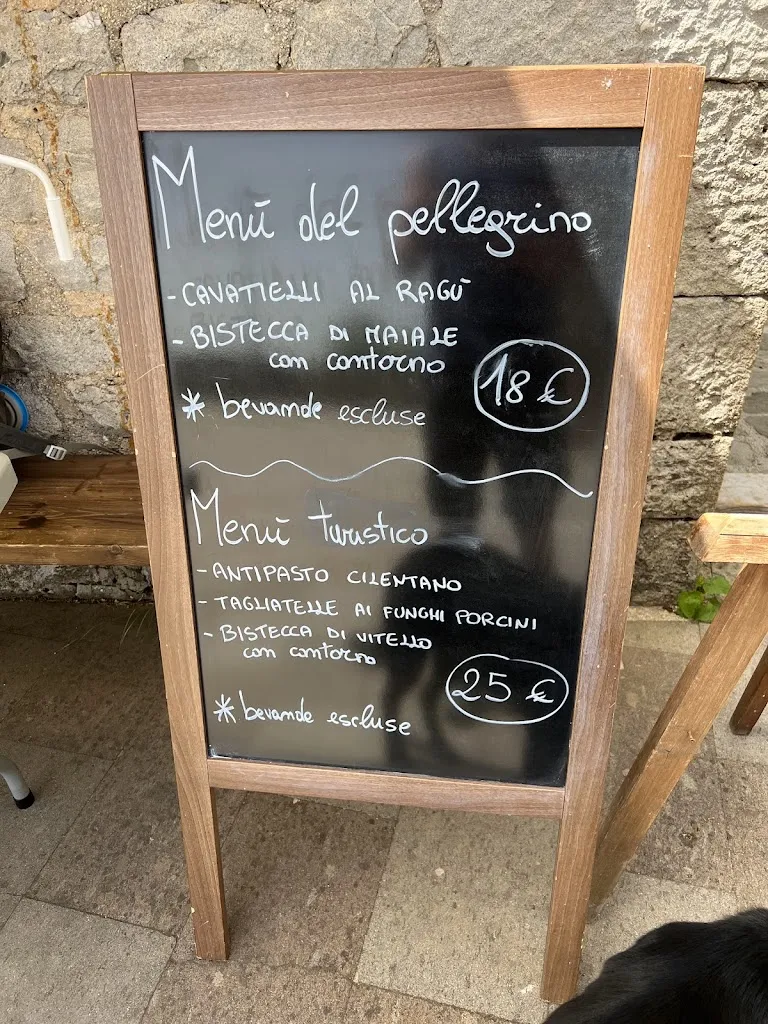 Menù del pellegrino
- CAVATIELLI AL RAGÙ
- BISTECCA DI MAIALE
con contorno
18 €
* bevande escluse
Menù turistico
- ANTIPASTO CILENTANO
- TAGLIATELLE AI FUNGHI PORCINI
- BISTECCA DI VITELLO
con contorno
25 €
* bevande escluse